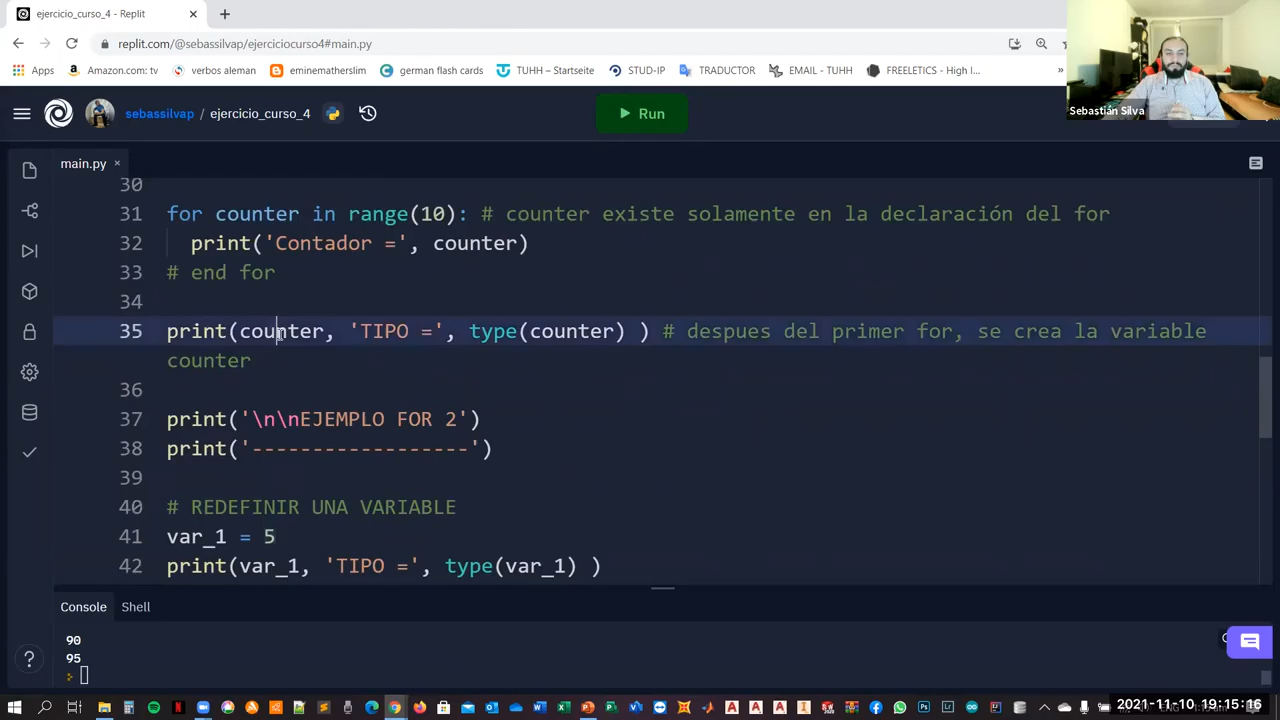 ejercicio_curso_4 - Replit
replit.com/@sebassilvap/ejerciciocurso4#main.py
Apps Amazon.com: tv verbos aleman eminemathslim german flash cards TUHH – Startseite STUD-IP TRADUCTOR EMAIL - TUHH FREELETICS - High I... »
Sebastián Silva
sebassilvap / ejercicio_curso_4
Run
main.py
30
31 for counter in range(10): # counter existe solamente en la declaración del for
32 print('Contador =', counter)
33 # end for
34
35 print(counter, 'TIPO =', type(counter) ) # despues del primer for, se crea la variable
counter
36
37 print('\n\nEJEMPLO FOR 2')
38 print('------------------')
39
40 # REDEFINIR UNA VARIABLE
41 var_1 = 5
42 print(var_1, 'TIPO =', type(var_1) )
Console Shell
90
95
2021-11-10 19:15:16